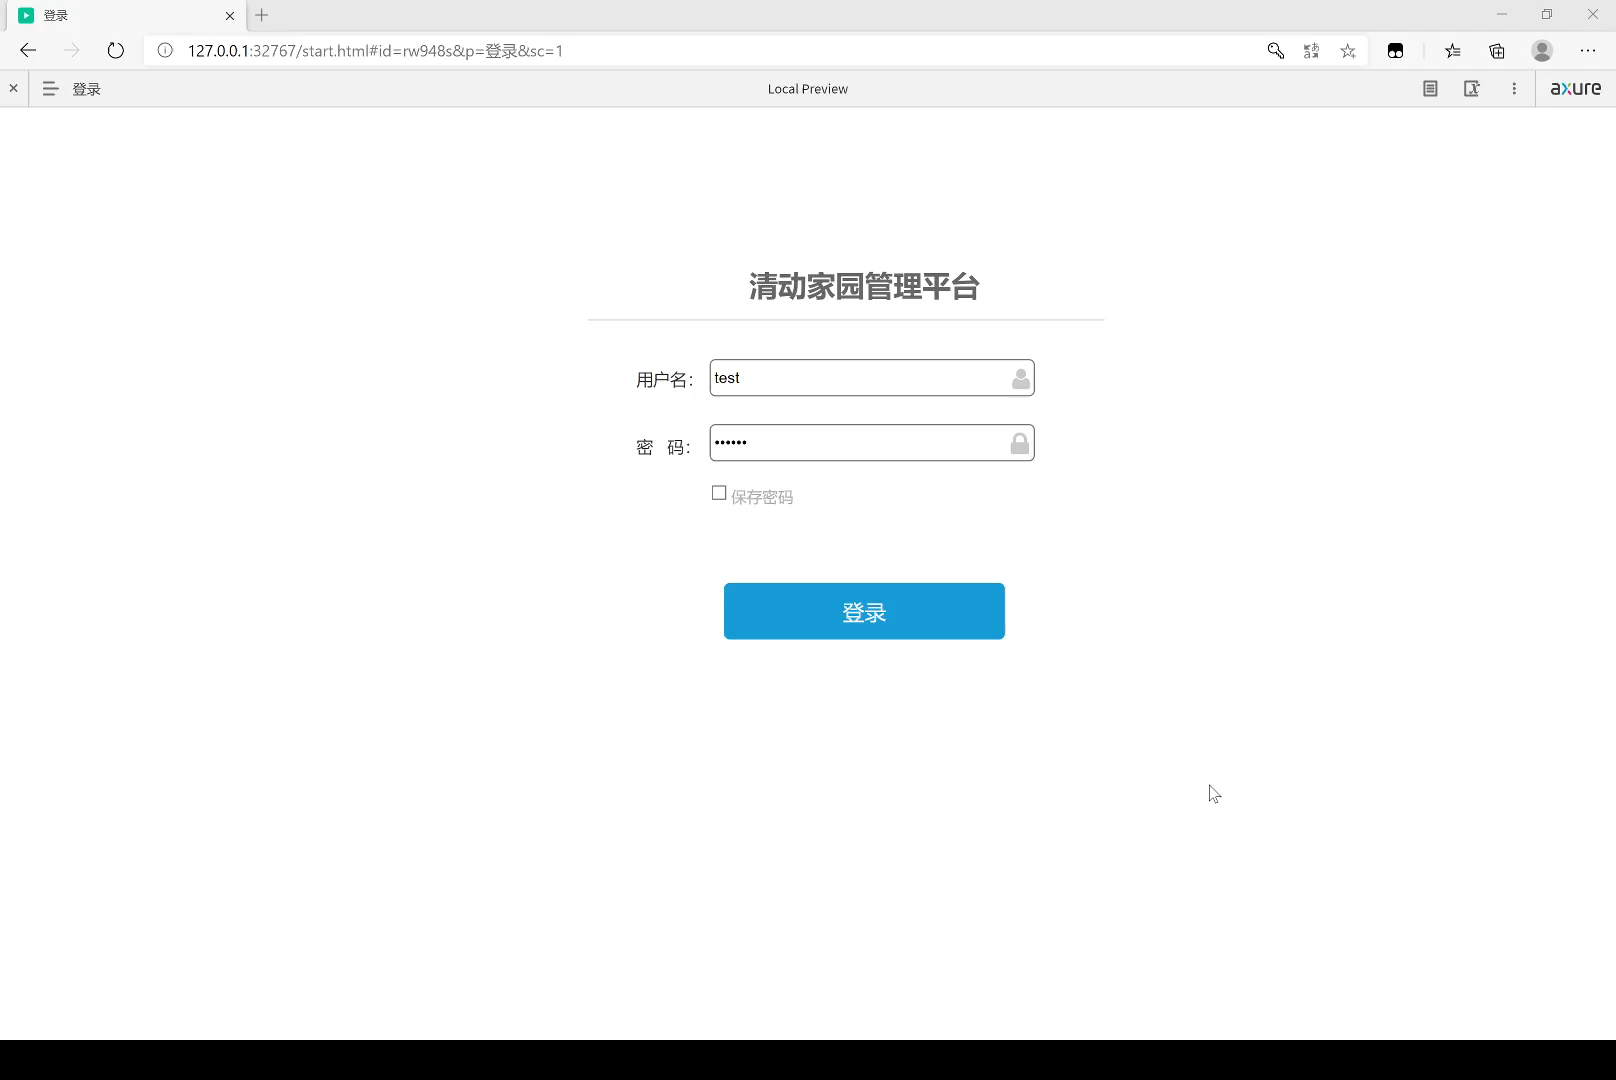 登录
127.0.0.1:32767/start.html#id=rw948s&p=登录&sc=1
登录
Local Preview
axure
清动家园管理平台
用户名：
test
密 码：
••••••
保存密码
登录